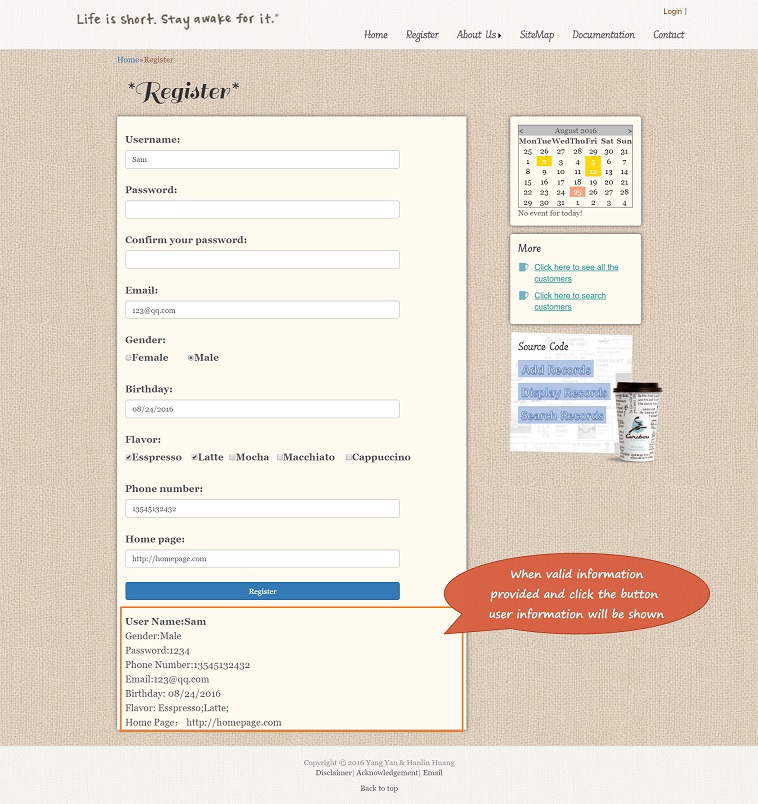 Life is short. Stay awake for it.™
Login |
Home Register About Us SiteMap Documentation Contact
Home»Register
*Register*
Username:
Sam
Password:
Confirm your password:
Email:
123@qq.com
Gender:
Female Male
Birthday:
08/24/2016
Flavor:
Esspresso Latte Mocha Macchiato Cappuccino
Phone number:
13545132432
Home page:
http://homepage.com
Register
User Name:Sam
Gender:Male
Password:1234
Phone Number:13545132432
Email:123@qq.com
Birthday: 08/24/2016
Flavor: Esspresso;Latte;
Home Page: http://homepage.com
< August 2016 >
Mon Tue Wed Thu Fri Sat Sun
25 26 27 28 29 30 31
1 2 3 4 5 6 7
8 9 10 11 12 13 14
15 16 17 18 19 20 21
22 23 24 25 26 27 28
29 30 31 1 2 3 4
No event for today!
More
Click here to see all the
customers
Click here to search
customers
Source Code
Add Records
Display Records
Search Records
When valid information
provided and click the button
user information will be shown
Copyright © 2016 Yang Yan & Hanlin Huang
Disclaimer| Acknowledgement| Email
Back to top